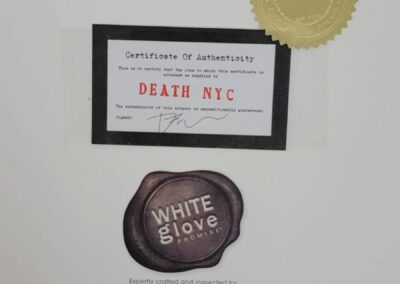 Certificate Of Authenticity
This is to certify that the item to which this certificate is
attached or supplied is
DEATH NYC
The authenticity of this artwork is unconditionally guaranteed.
Signed:
WHITE
glove
PROMISE
Expertly crafted and inspected for